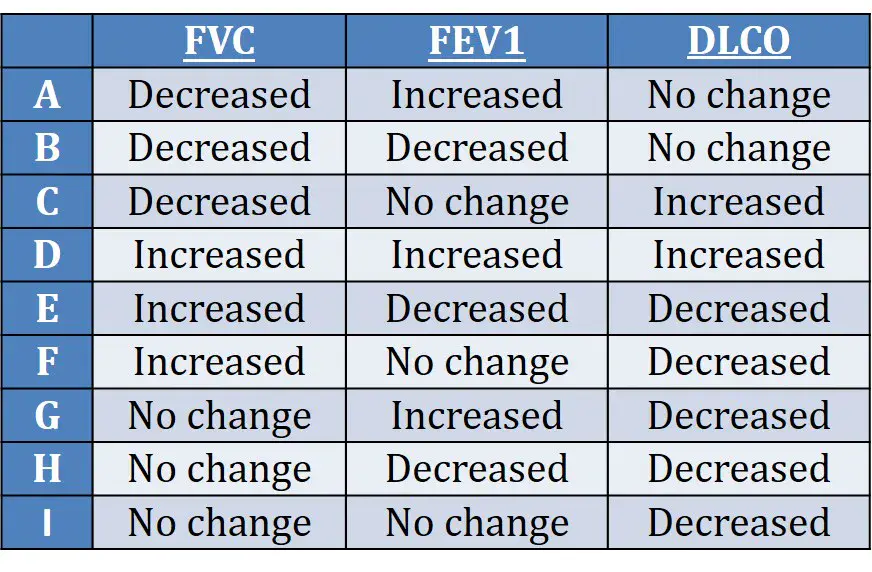 FVC FEV1 DLCO
A Decreased Increased No change
B Decreased Decreased No change
C Decreased No change Increased
D Increased Increased Increased
E Increased Decreased Decreased
F Increased No change Decreased
G No change Increased Decreased
H No change Decreased Decreased
I No change No change Decreased